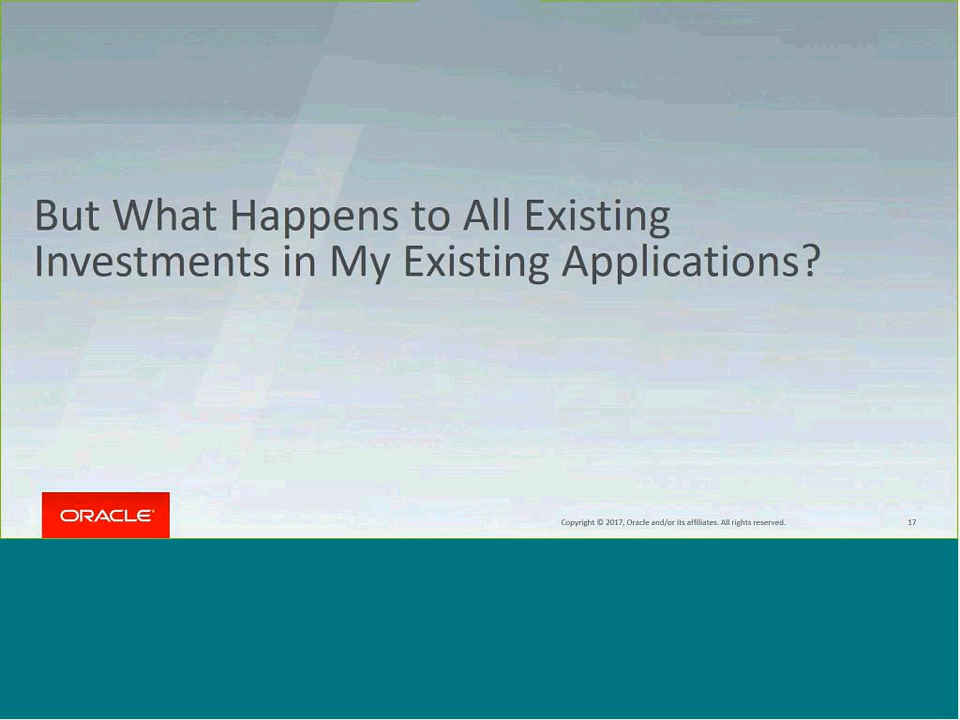 But What Happens to All Existing
Investments in My Existing Applications?
ORACLE®
Copyright © 2017, Oracle and/or its affiliates. All rights reserved.
17